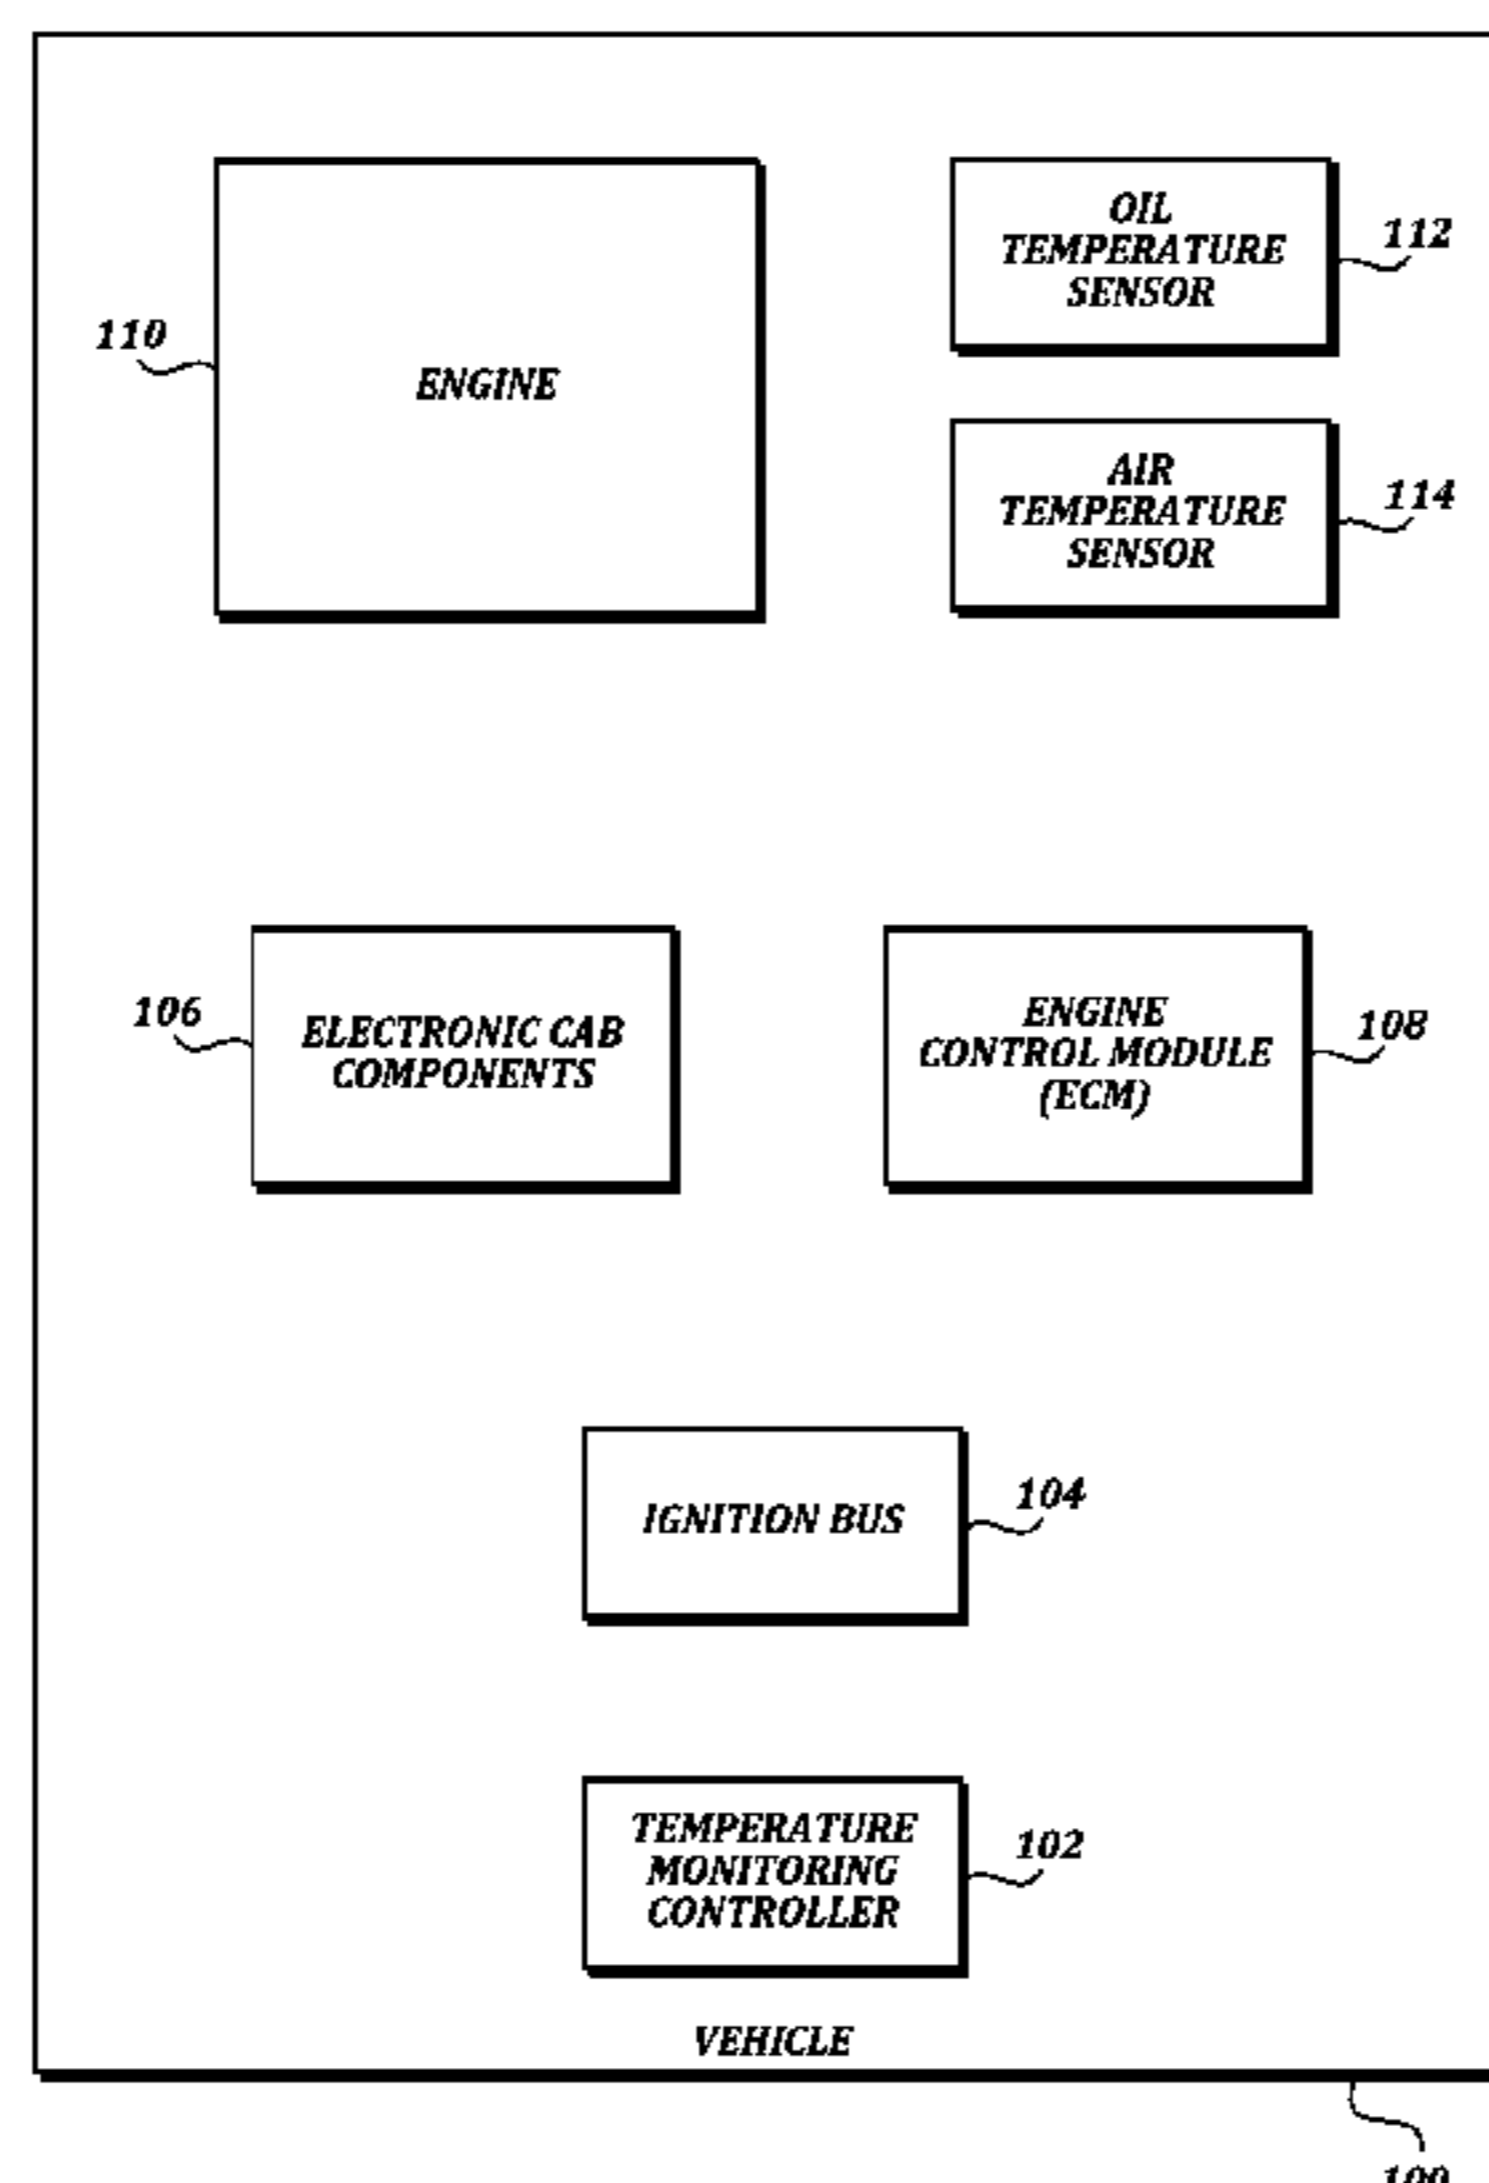 OIL
TEMPERATURE
SENSOR
112
110
ENGINE
AIR
TEMPERATURE
SENSOR
114
106
ELECTRONIC CAB
COMPONENTS
ENGINE
CONTROL MODULE
(ECM)
108
IGNITION BUS
104
TEMPERATURE
MONITORING
CONTROLLER
102
VEHICLE